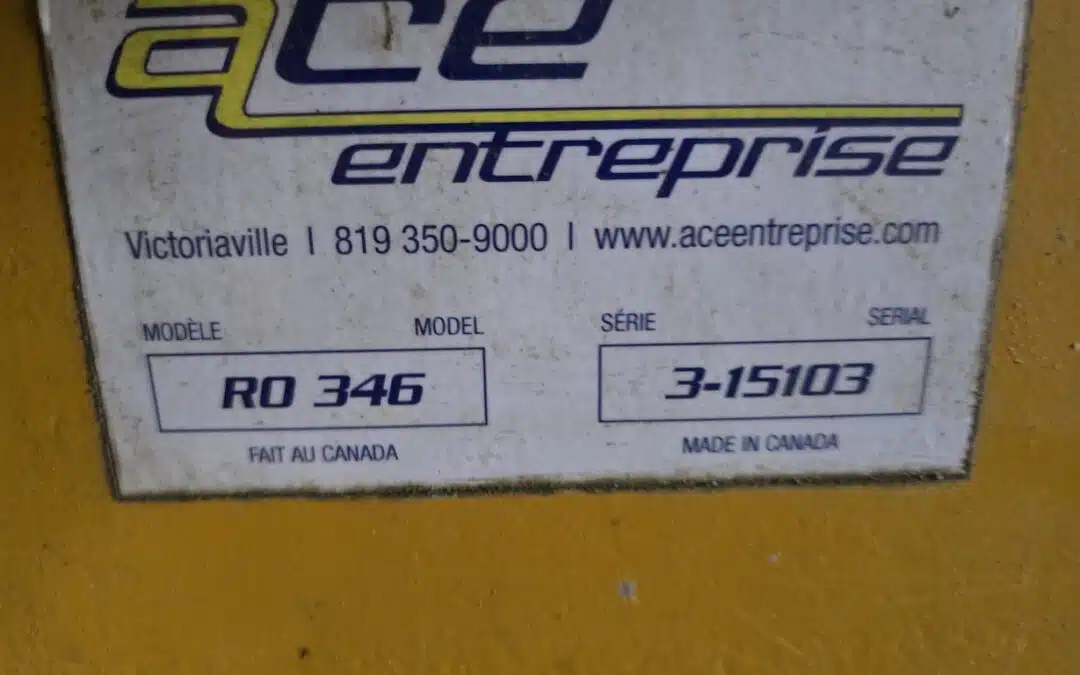 ace
entreprise
Victoriaville | 819 350-9000 | www.aceentreprise.com
MODÈLE MODEL SÉRIE SERIAL
RO 346 3-15103
FAIT AU CANADA MADE IN CANADA